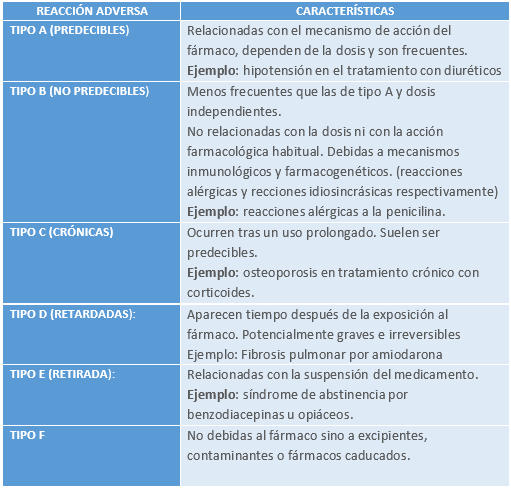 REACCIÓN ADVERSA CARACTERÍSTICAS
TIPO A (PREDECIBLES) Relacionadas con el mecanismo de acción del
fármaco, dependen de la dosis y son frecuentes.
Ejemplo: hipotensión en el tratamiento con diuréticos
TIPO B (NO PREDECIBLES) Menos frecuentes que las de tipo A y dosis
independientes.
No relacionadas con la dosis ni con la acción
farmacológica habitual. Debidas a mecanismos
inmunológicos y farmacogenéticos. (reacciones
alérgicas y recciones idiosincrásicas respectivamente)
Ejemplo: reacciones alérgicas a la penicilina.
TIPO C (CRÓNICAS) Ocurren tras un uso prolongado. Suelen ser
predecibles.
Ejemplo: osteoporosis en tratamiento crónico con
corticoides.
TIPO D (RETARDADAS): Aparecen tiempo después de la exposición al
fármaco. Potencialmente graves e irreversibles
Ejemplo: Fibrosis pulmonar por amiodarona
TIPO E (RETIRADA): Relacionadas con la suspensión del medicamento.
Ejemplo: síndrome de abstinencia por
benzodiacepinas u opiáceos.
TIPO F No debidas al fármaco sino a excipientes,
contaminantes o fármacos caducados.